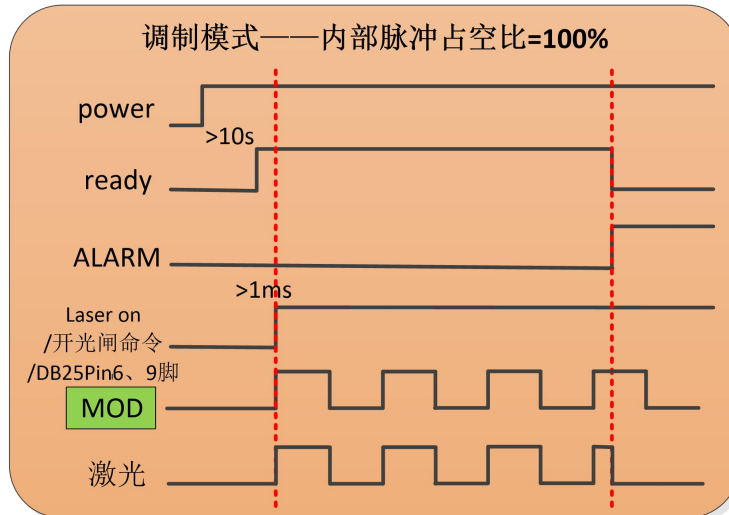 调制模式——内部脉冲占空比=100%
power
>10s
ready
ALARM
>1ms
Laser on
/开光闸命令
/DB25Pin6、9脚
MOD
激光